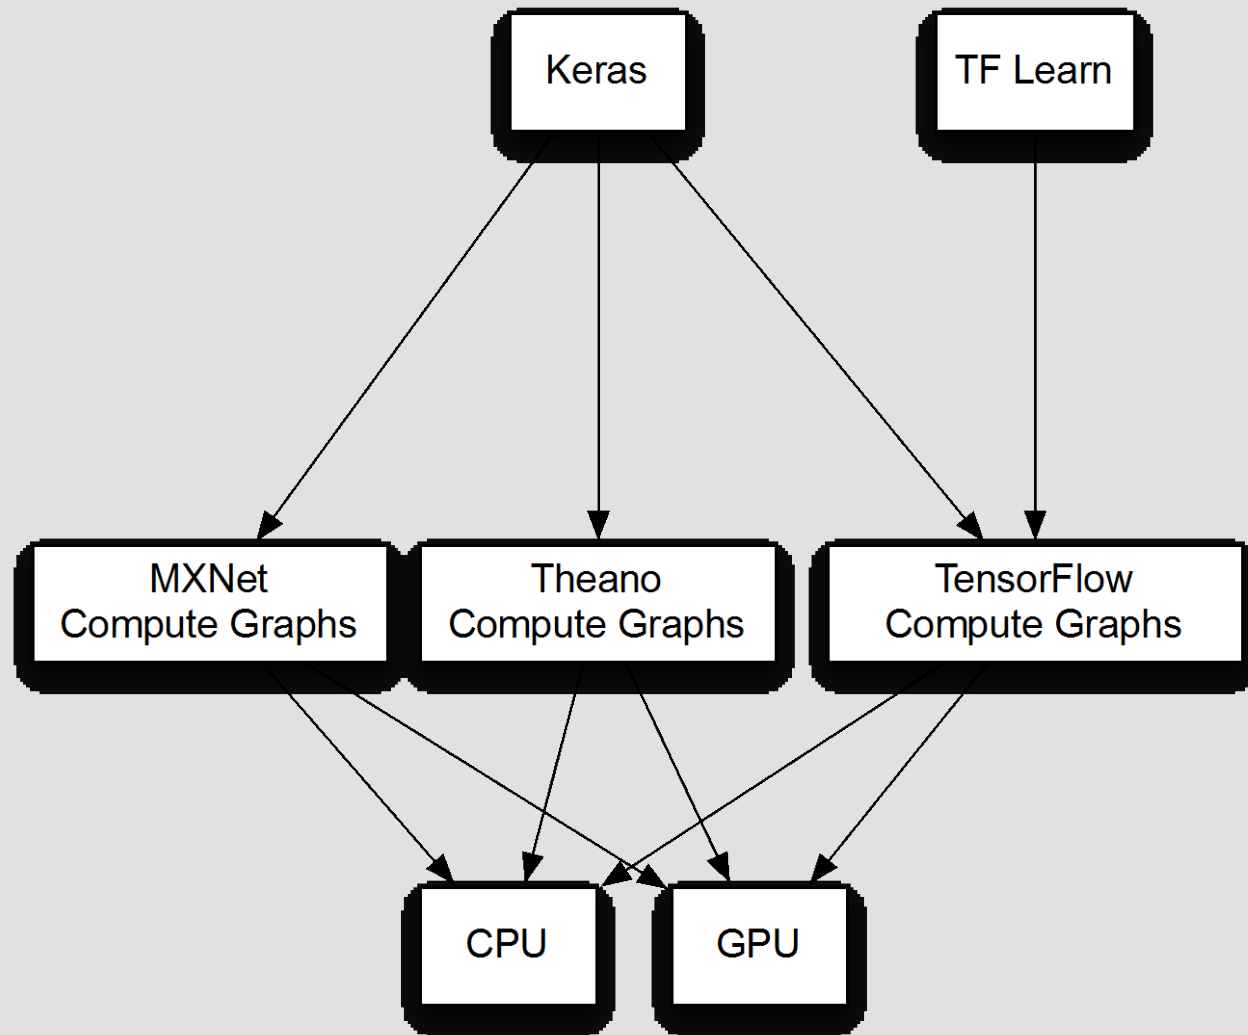 Keras
TF Learn
MXNet
Compute Graphs
Theano
Compute Graphs
TensorFlow
Compute Graphs
CPU
GPU